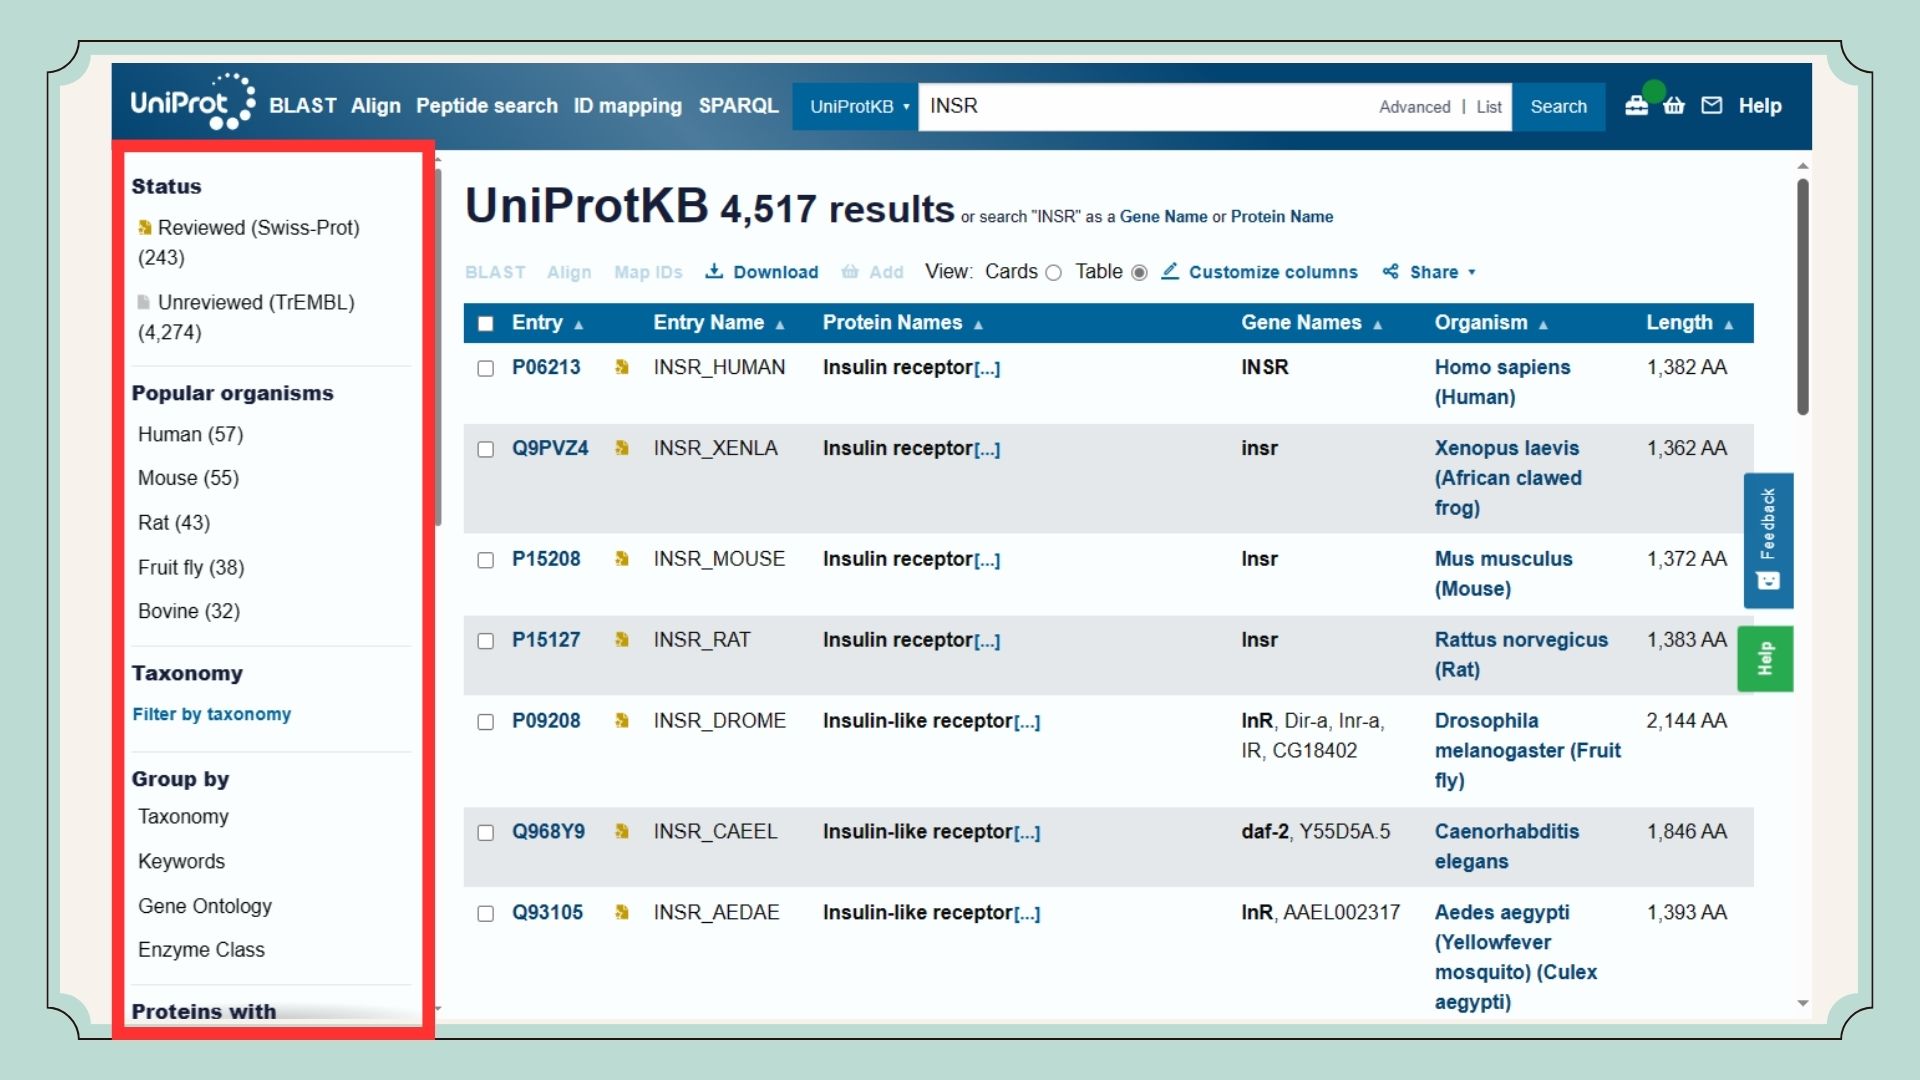 UniProt BLAST Align Peptide search ID mapping SPARQL UniProtKB INSR Advanced | List Search Help
Status
Reviewed (Swiss-Prot)
(243)
Unreviewed (TrEMBL)
(4,274)
Popular organisms
Human (57)
Mouse (55)
Rat (43)
Fruit fly (38)
Bovine (32)
Taxonomy
Filter by taxonomy
Group by
Taxonomy
Keywords
Gene Ontology
Enzyme Class
Proteins with
UniProtKB 4,517 results or search "INSR" as a Gene Name or Protein Name
BLAST Align Map IDs Download Add View: Cards Table Customize columns Share
Entry Entry Name Protein Names Gene Names Organism Length
P06213 INSR_HUMAN Insulin receptor[...] INSR Homo sapiens 1,382 AA
(Human)
Q9PVZ4 INSR_XENLA Insulin receptor[...] insr Xenopus laevis 1,362 AA
(African clawed
frog)
P15208 INSR_MOUSE Insulin receptor[...] Insr Mus musculus 1,372 AA
(Mouse)
P15127 INSR_RAT Insulin receptor[...] Insr Rattus norvegicus 1,383 AA
(Rat)
P09208 INSR_DROME Insulin-like receptor[...] InR, Dir-a, Inr-a, Drosophila 2,144 AA
IR, CG18402 melanogaster (Fruit
fly)
Q968Y9 INSR_CAEEL Insulin-like receptor[...] daf-2, Y55D5A.5 Caenorhabditis 1,846 AA
elegans
Q93105 INSR_AEDAE Insulin-like receptor[...] InR, AAEL002317 Aedes aegypti 1,393 AA
(Yellowfever
mosquito) (Culex
aegypti)
Feedback
Help